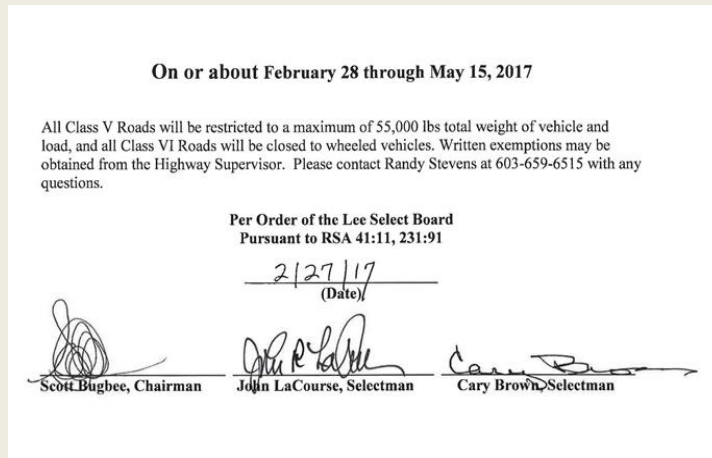 On or about February 28 through May 15, 2017
All Class V Roads will be restricted to a maximum of 55,000 lbs total weight of vehicle and
load, and all Class VI Roads will be closed to wheeled vehicles. Written exemptions may be
obtained from the Highway Supervisor. Please contact Randy Stevens at 603-659-6515 with any
questions.
Per Order of the Lee Select Board
Pursuant to RSA 41:11, 231:91
2/27/17
(Date)
John R LaCourse
Cary Brown
Scott Bugbee, Chairman John LaCourse, Selectman Cary Brown, Selectman